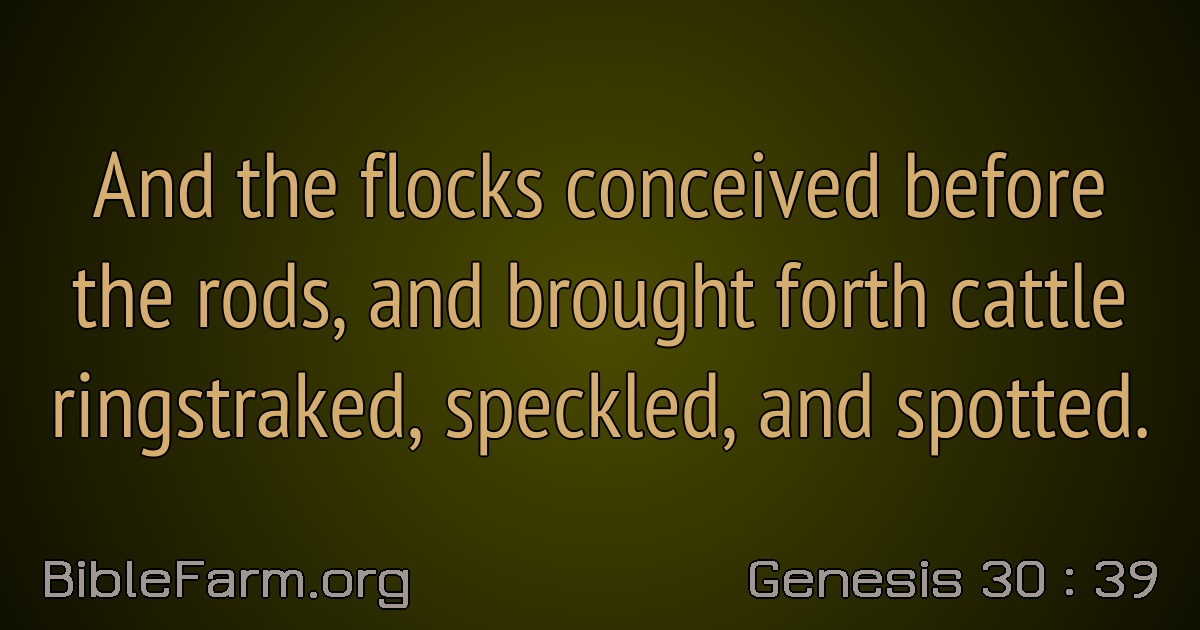 And the flocks conceived before
the rods, and brought forth cattle
ringstraked, speckled, and spotted.
BibleFarm.org
Genesis 30 : 39